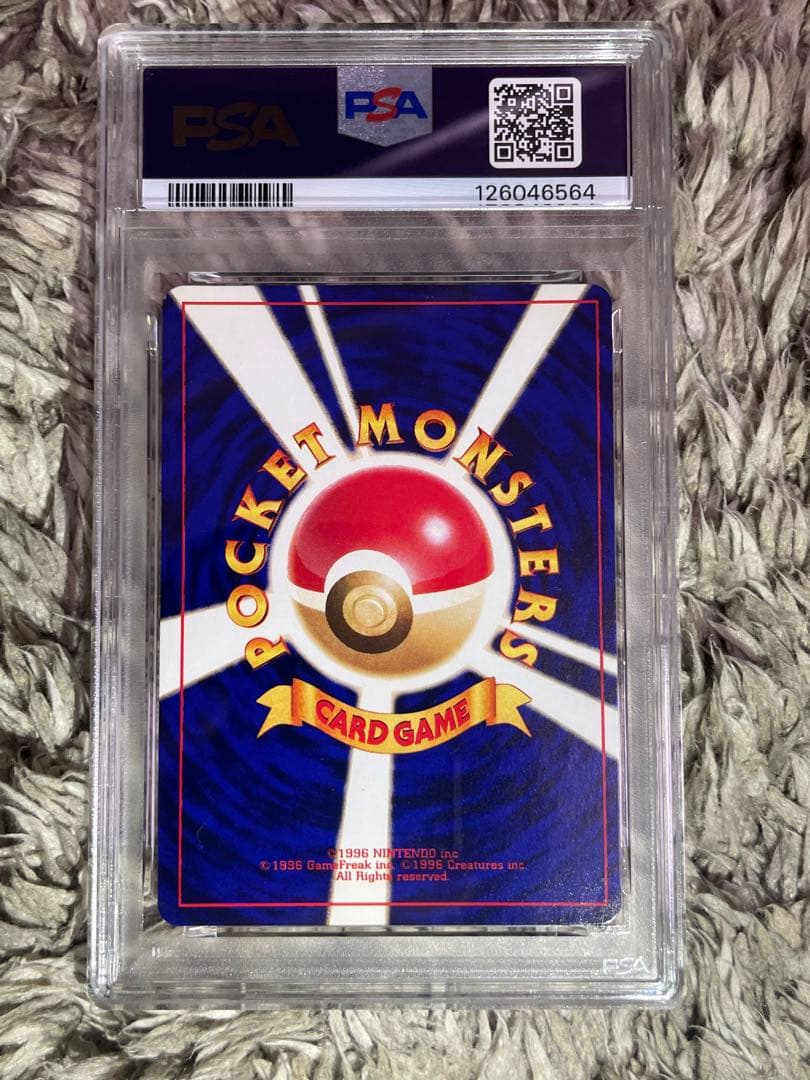 PSA
PSA
126046564
POCKET MONSTERS
CARD GAME
©1996 NINTENDO inc
©1996 GameFreak inc. ©1996 Creatures inc.
All Rights reserved.
PSA